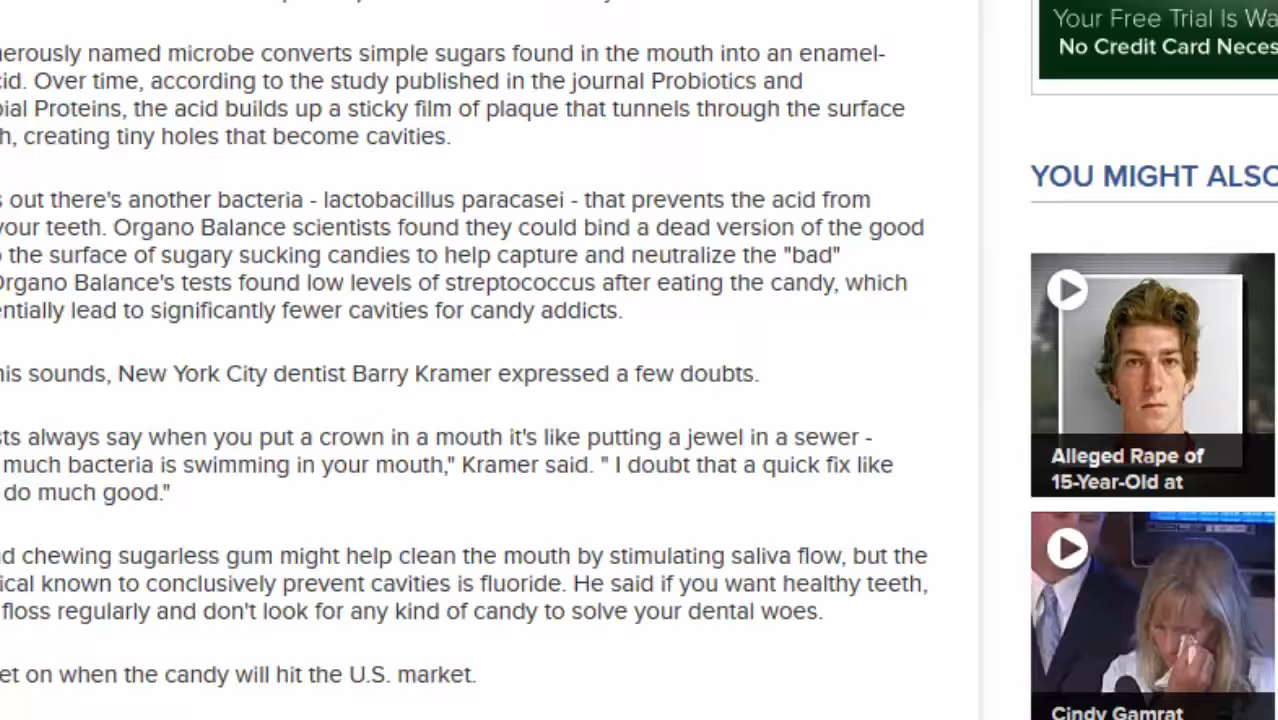 nerously named microbe converts simple sugars found in the mouth into an enamel-
cid. Over time, according to the study published in the journal Probiotics and
bial Proteins, the acid builds up a sticky film of plaque that tunnels through the surface
h, creating tiny holes that become cavities.
s out there's another bacteria - lactobacillus paracasei - that prevents the acid from
your teeth. Organo Balance scientists found they could bind a dead version of the good
o the surface of sugary sucking candies to help capture and neutralize the "bad"
Organo Balance's tests found low levels of streptococcus after eating the candy, which
entially lead to significantly fewer cavities for candy addicts.
his sounds, New York City dentist Barry Kramer expressed a few doubts.
sts always say when you put a crown in a mouth it's like putting a jewel in a sewer -
much bacteria is swimming in your mouth," Kramer said. " I doubt that a quick fix like
do much good."
d chewing sugarless gum might help clean the mouth by stimulating saliva flow, but the
ical known to conclusively prevent cavities is fluoride. He said if you want healthy teeth,
floss regularly and don't look for any kind of candy to solve your dental woes.
et on when the candy will hit the U.S. market.
Your Free Trial Is Wa
No Credit Card Neces
YOU MIGHT ALSO
Alleged Rape of
15-Year-Old at
Cindy Gamrat